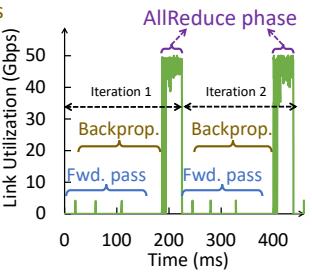 s
AllReduce phase
Link Utilization (Gbps)
50
40
30
20
10
0
Iteration 1
Iteration 2
Backprop.
Backprop.
Fwd. pass
Fwd. pass
0
100
200
300
400
Time (ms)